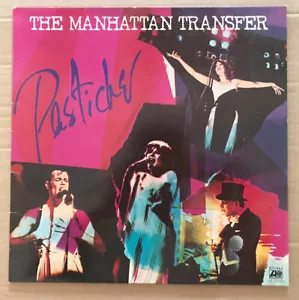 THE MANHATTAN TRANSFER
Pastiche